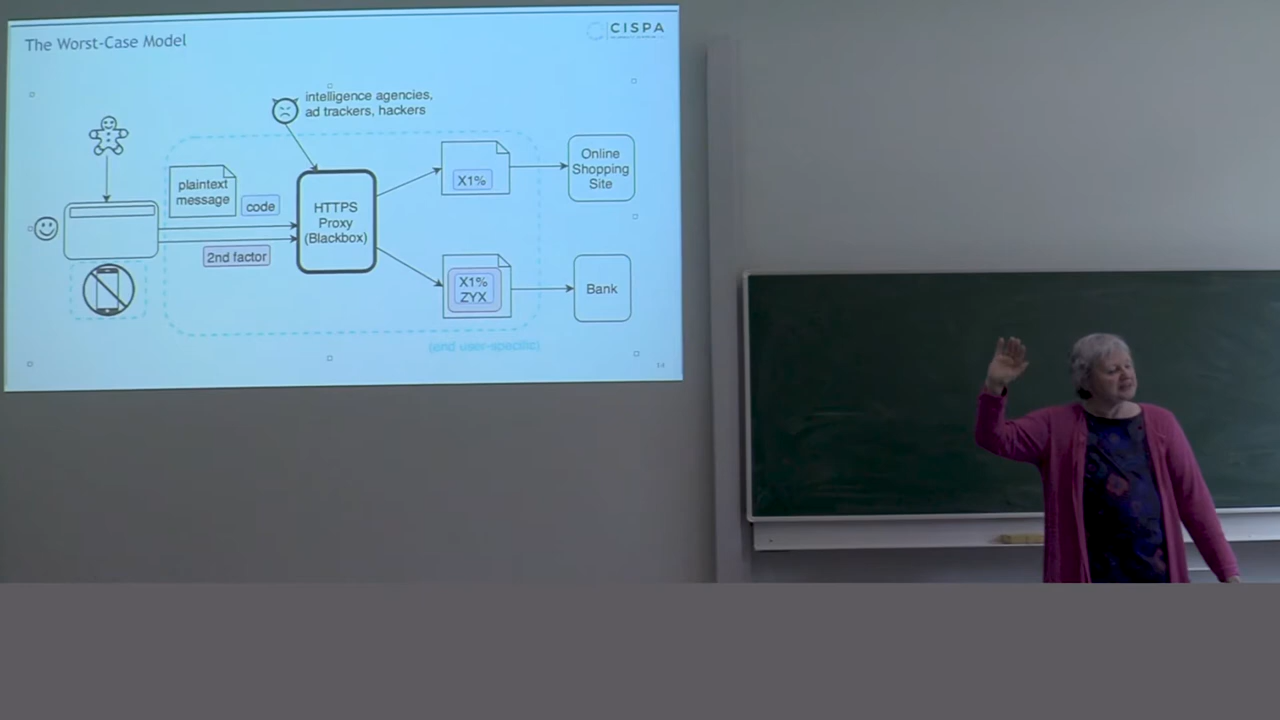 The Worst-Case Model
CISPA
intelligence agencies,
ad trackers, hackers
plaintext
message
code
2nd factor
HTTPS
Proxy
(Blackbox)
X1%
Online
Shopping
Site
X1%
ZYX
Bank
(end user-specific)
14